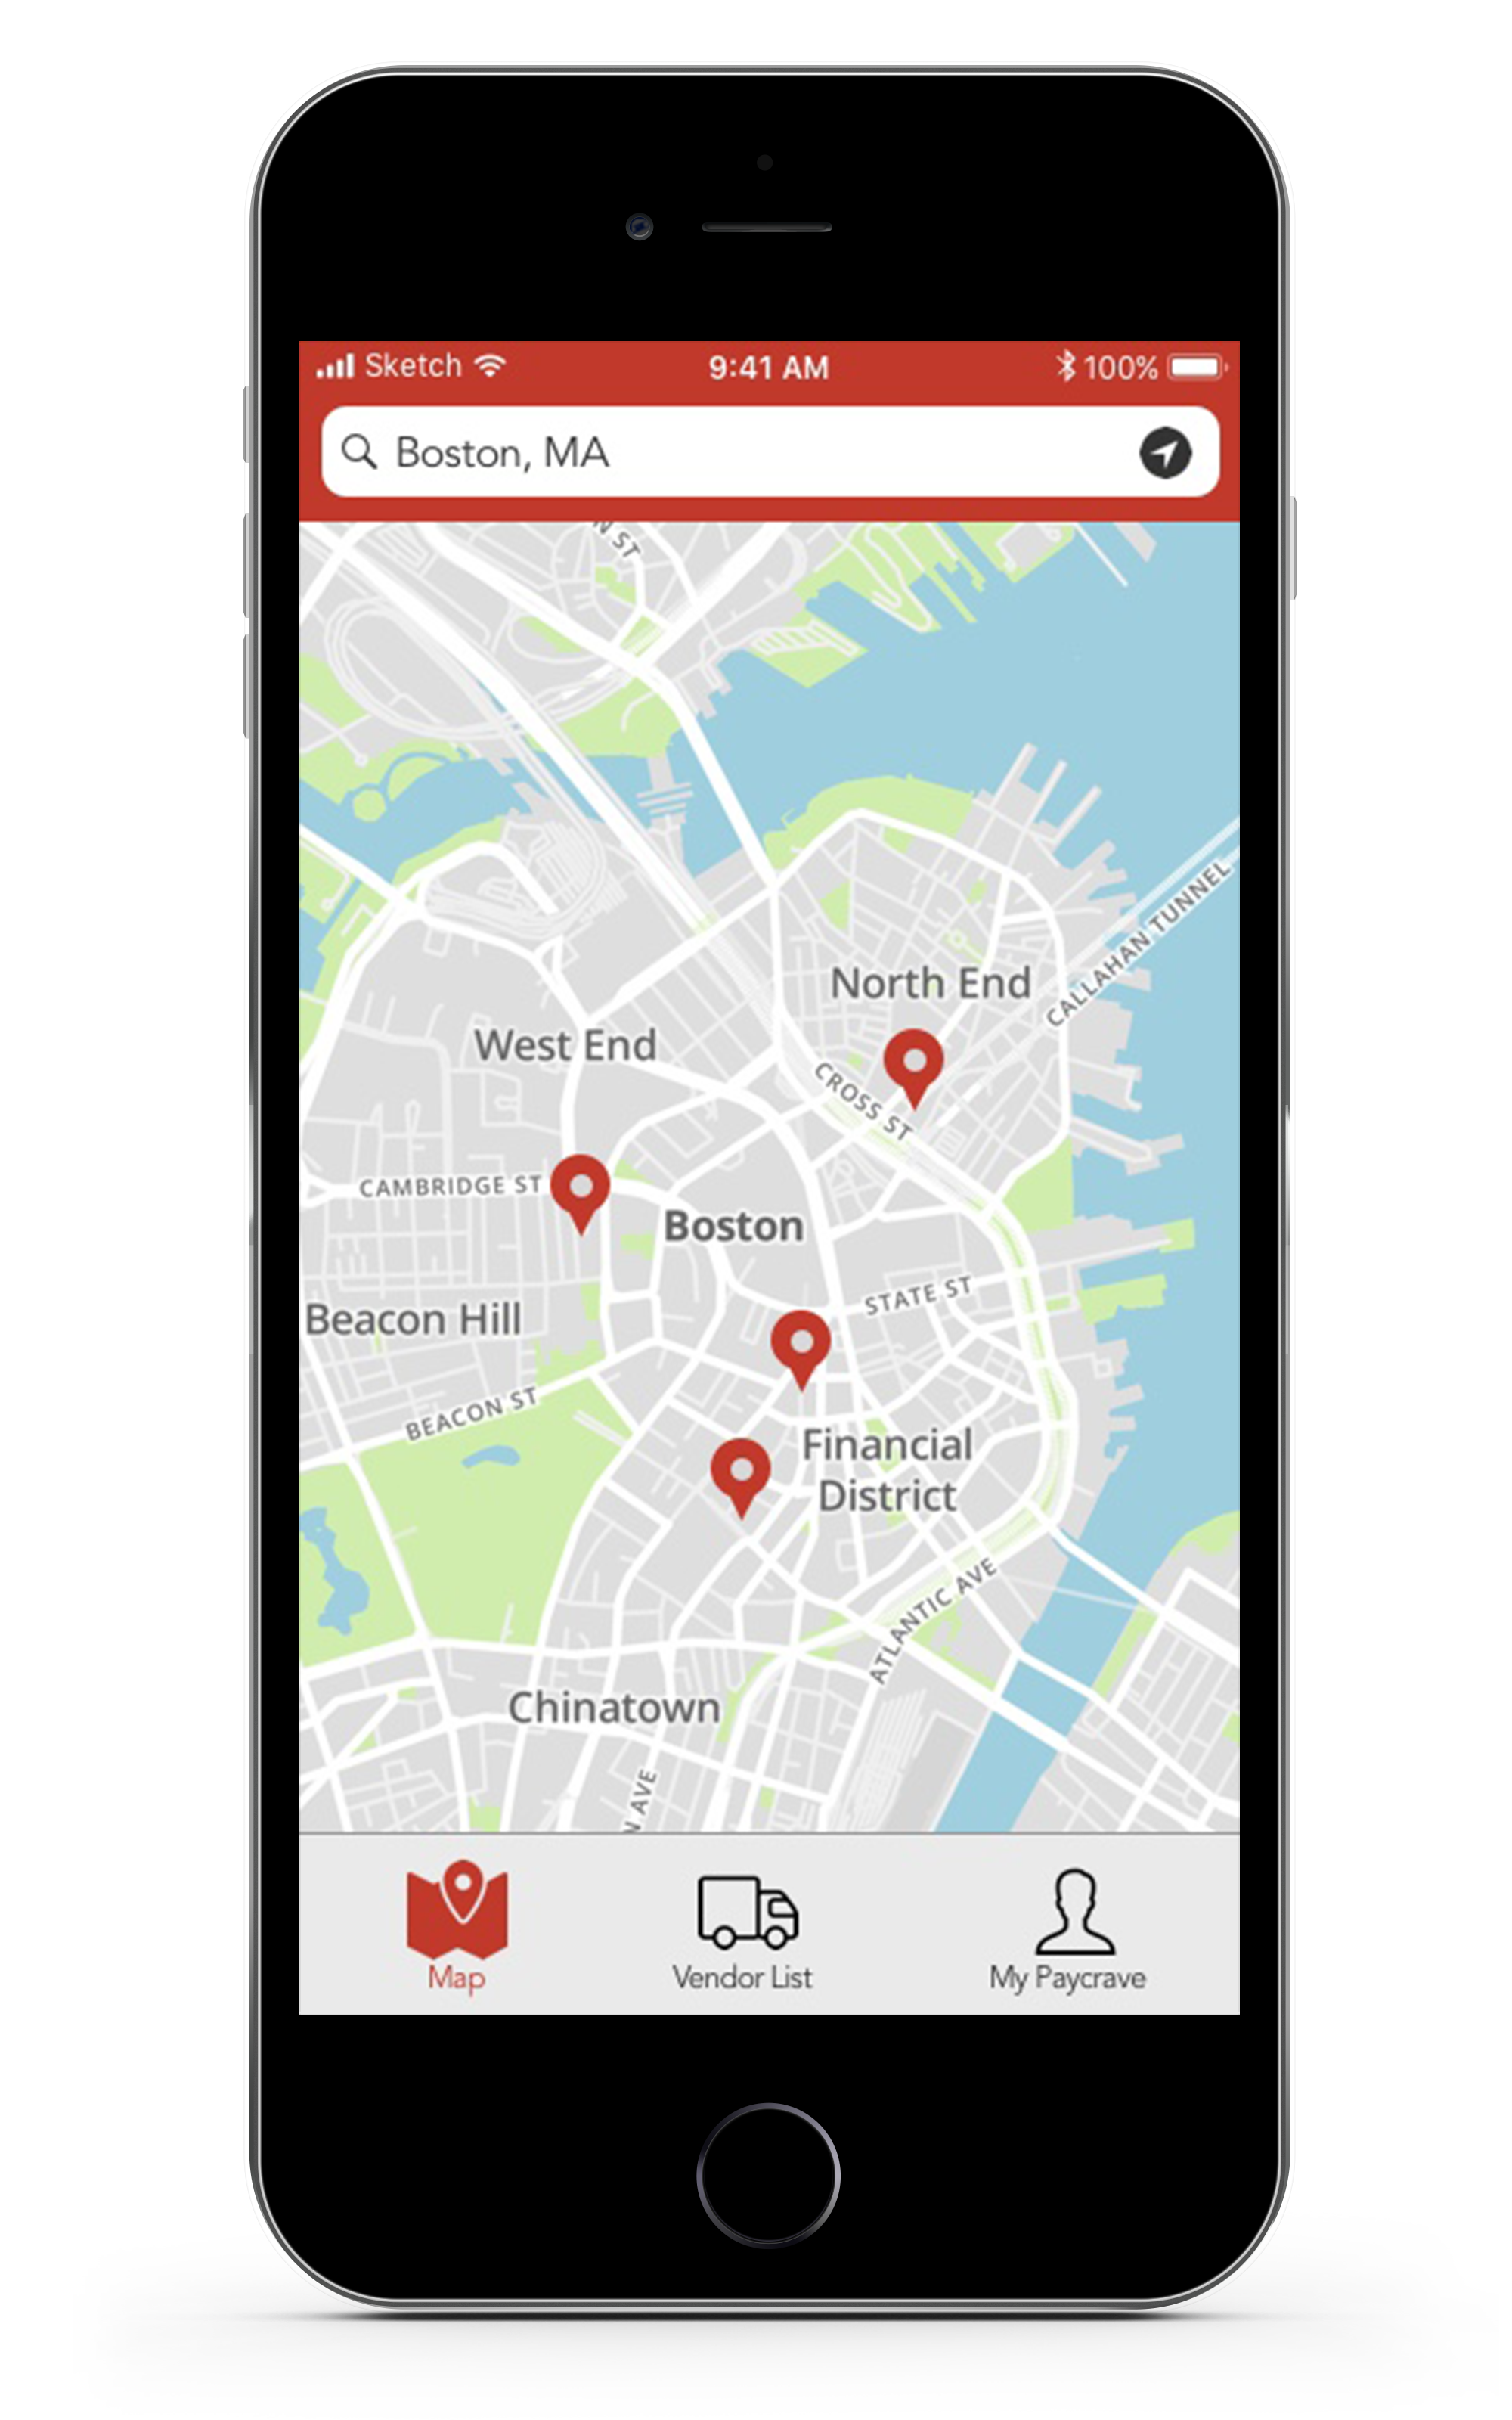 Sketch 9:41 AM 100%
Boston, MA
N ST
North End
CALLAHAN TUNNEL
West End
CROSS ST
CAMBRIDGE ST
Boston
STATE ST
Beacon Hill
BEACON ST
Financial
District
ATLANTIC AVE
Chinatown
N AVE
Map Vendor List My Paycrave